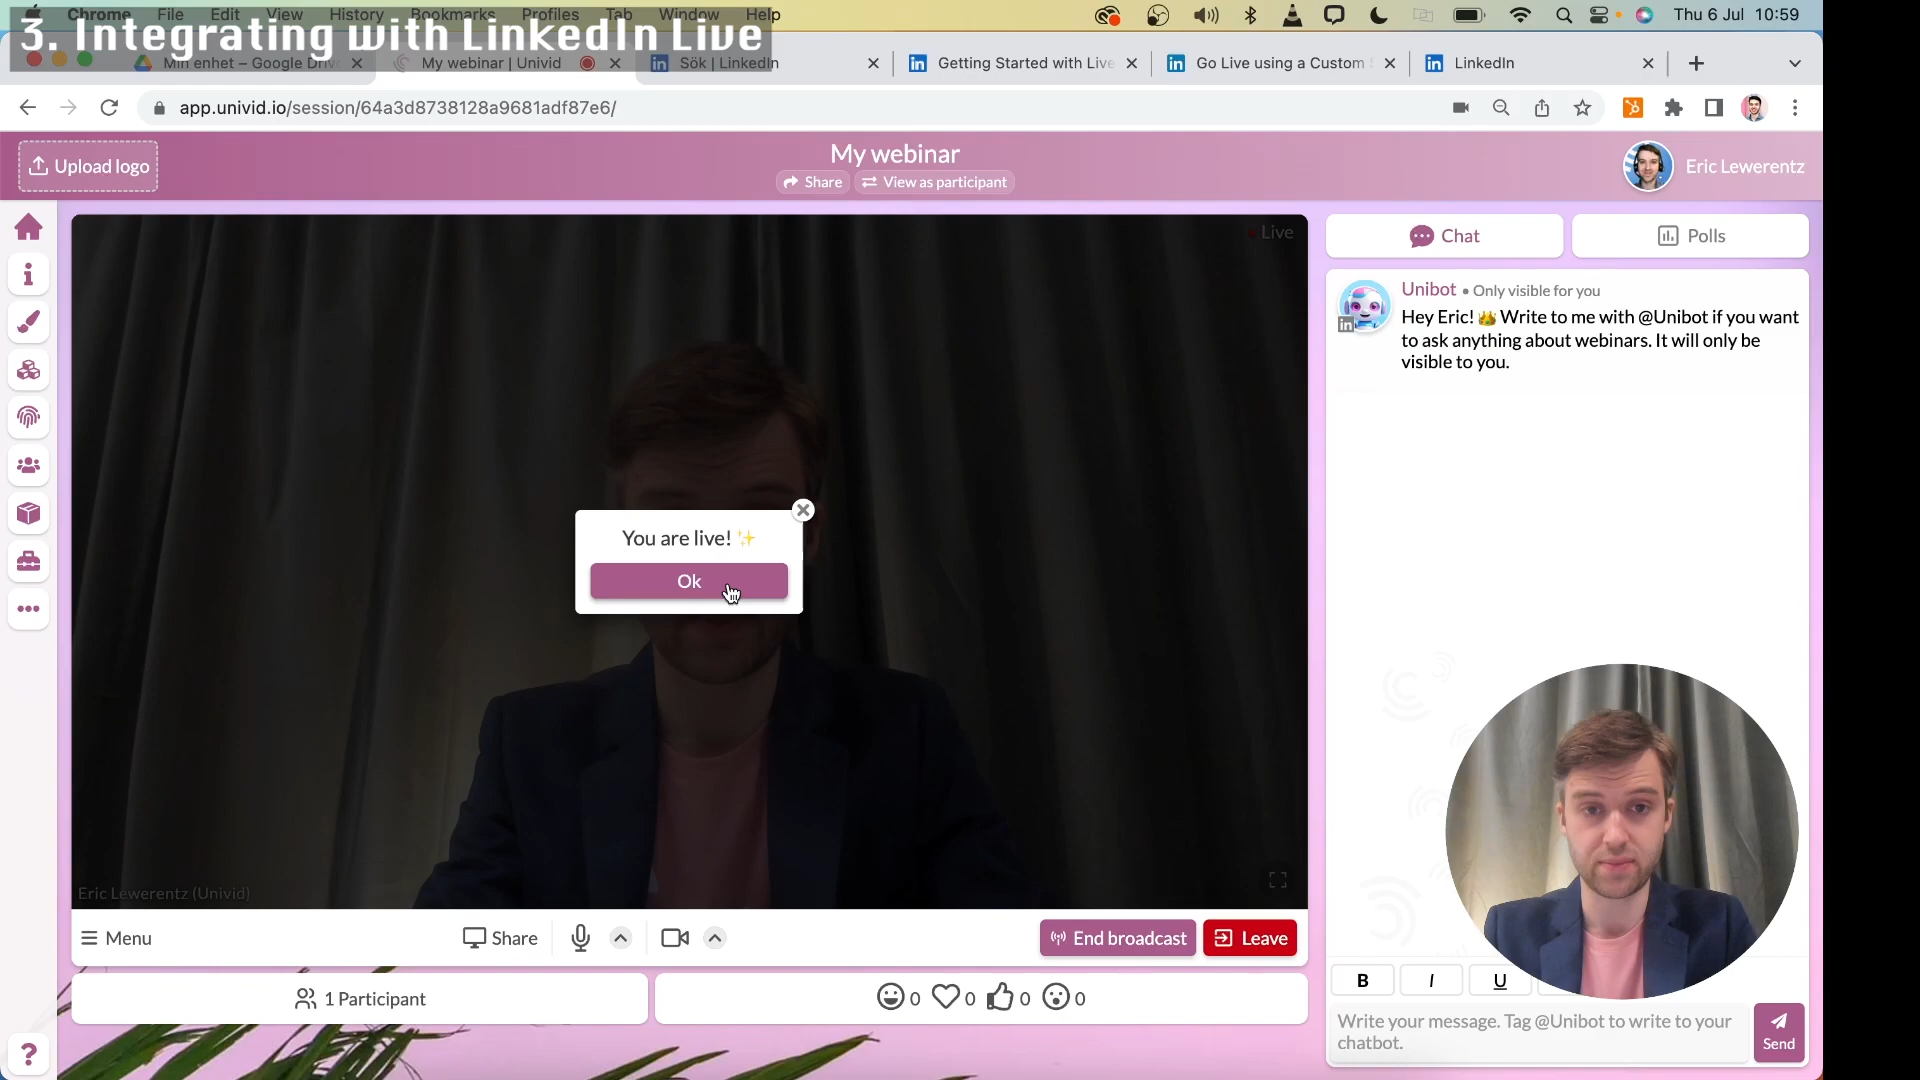 Chrome File Edit View History Bookmarks Profiles Tab Window Help
Thu 6 Jul 10:59
3. Integrating with LinkedIn Live
Min enhet – Google Driv
My webinar | Univid
Sök | LinkedIn
Getting Started with Live
Go Live using a Custom S
LinkedIn
app.univid.io/session/64a3d8738128a9681adf87e6/
Upload logo
My webinar
Share
View as participant
Eric Lewerentz
Live
Chat
Polls
Unibot • Only visible for you
Hey Eric! 👑 Write to me with @Unibot if you want
to ask anything about webinars. It will only be
visible to you.
You are live! ✨
Ok
Eric Lewerentz (Univid)
Menu
Share
End broadcast
Leave
1 Participant
0 0 0 0
B I U
Write your message. Tag @Unibot to write to your
chatbot.
Send